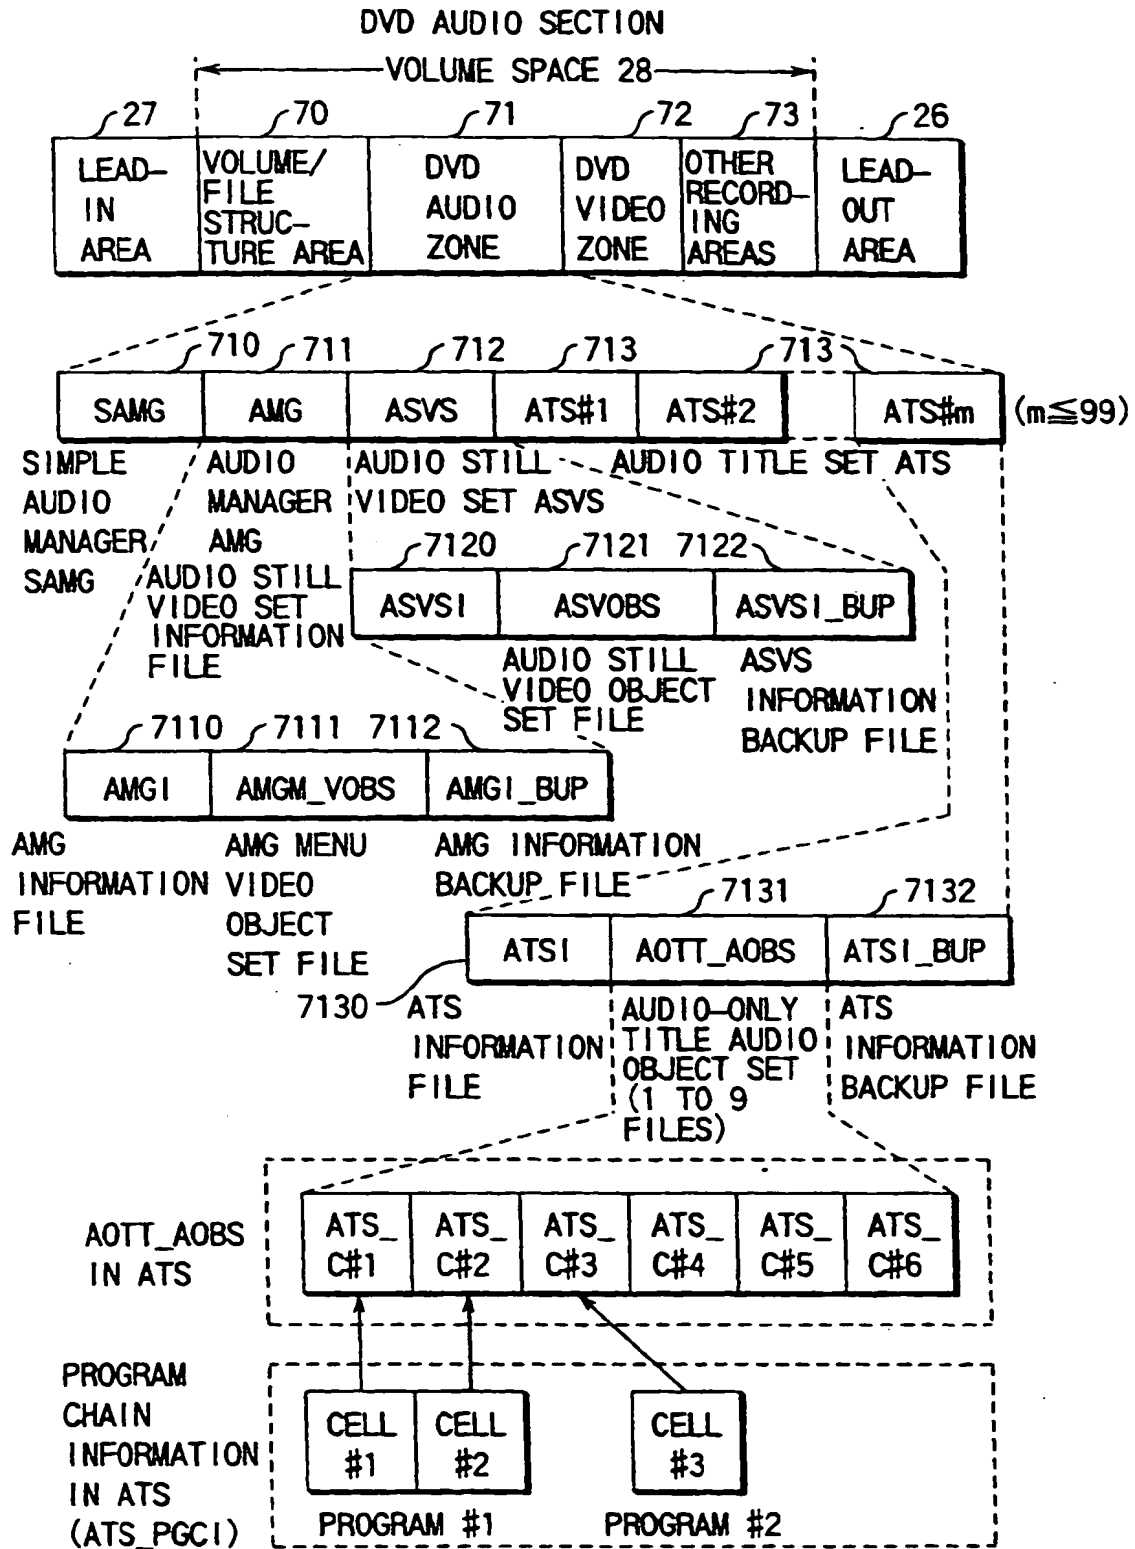 DVD AUDIO SECTION
VOLUME SPACE 28
27 70 71 72 73 26
LEAD-
IN
AREA
VOLUME/
FILE
STRUC-
TURE AREA
DVD
AUDIO
ZONE
DVD
VIDEO
ZONE
OTHER
RECORD-
ING
AREAS
LEAD-
OUT
AREA
710 711 712 713 713
SAMG AMG ASVS ATS#1 ATS#2 ATS#m (m≦99)
SIMPLE
AUDIO
MANAGER
SAMG
AUDIO
MANAGER
AMG
AUDIO STILL
VIDEO SET ASVS
AUDIO TITLE SET ATS
7120 7121 7122
ASVSI ASVOBS ASVSI_BUP
AUDIO STILL
VIDEO SET
INFORMATION
FILE
AUDIO STILL
VIDEO OBJECT
SET FILE
ASVS
INFORMATION
BACKUP FILE
7110 7111 7112
AMGI AMGM_VOBS AMGI_BUP
AMG
INFORMATION
FILE
AMG MENU
VIDEO
OBJECT
SET FILE
AMG INFORMATION
BACKUP FILE
7131 7132
ATSI AOTT_AOBS ATSI_BUP
7130
ATS
INFORMATION
FILE
AUDIO-ONLY
TITLE AUDIO
OBJECT SET
(1 TO 9
FILES)
ATS
INFORMATION
BACKUP FILE
AOTT_AOBS
IN ATS
ATS_
C#1
ATS_
C#2
ATS_
C#3
ATS_
C#4
ATS_
C#5
ATS_
C#6
PROGRAM
CHAIN
INFORMATION
IN ATS
(ATS_PGCI)
CELL
#1
CELL
#2
CELL
#3
PROGRAM #1
PROGRAM #2